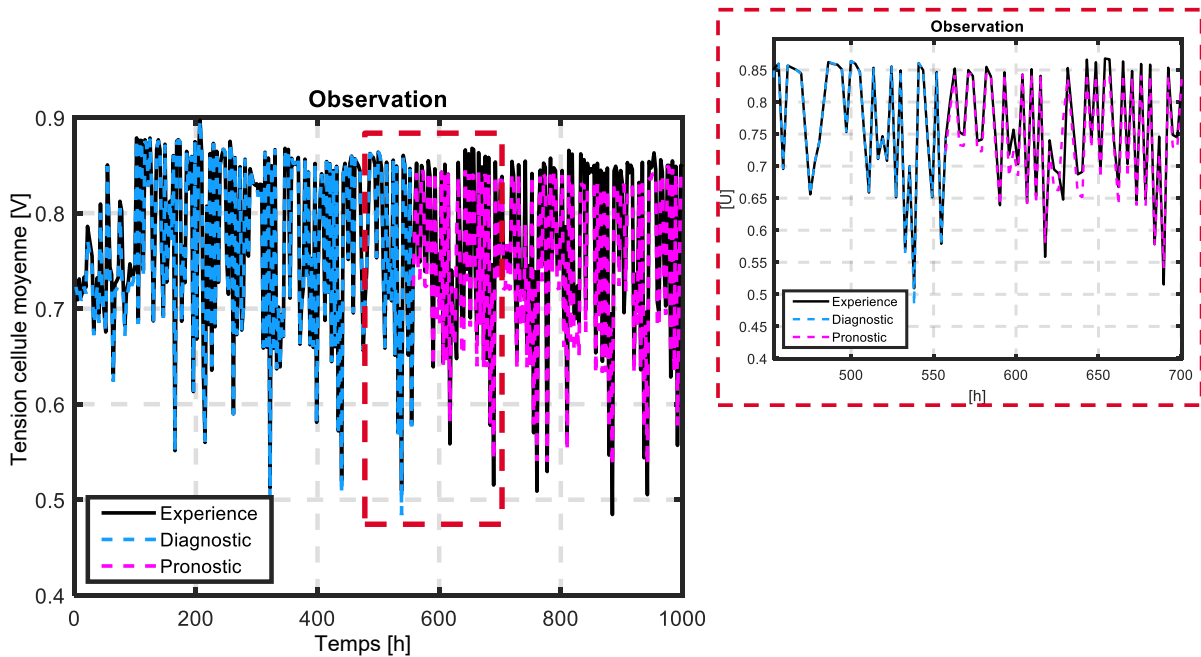 Observation
Tension cellule moyenne [V]
0.9
0.8
0.7
0.6
0.5
0.4
Experience
Diagnostic
Pronostic
0
200
400
600
800
1000
Temps [h]
Observation
[U]
0.85
0.8
0.75
0.7
0.65
0.6
0.55
0.5
0.45
0.4
Experience
Diagnostic
Pronostic
500
550
600
650
700
[h]